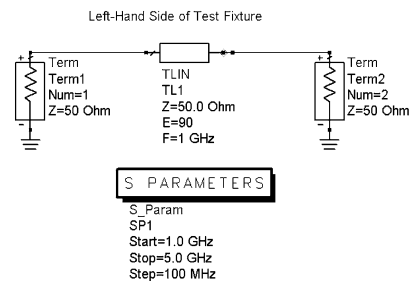 Left-Hand Side of Test Fixture
+
Term
Term1
Num=1
Z=50 Ohm
-
TLIN
TL1
Z=50.0 Ohm
E=90
F=1 GHz
+
Term
Term2
Num=2
Z=50 Ohm
-
S PARAMETERS
S_Param
SP1
Start=1.0 GHz
Stop=5.0 GHz
Step=100 MHz